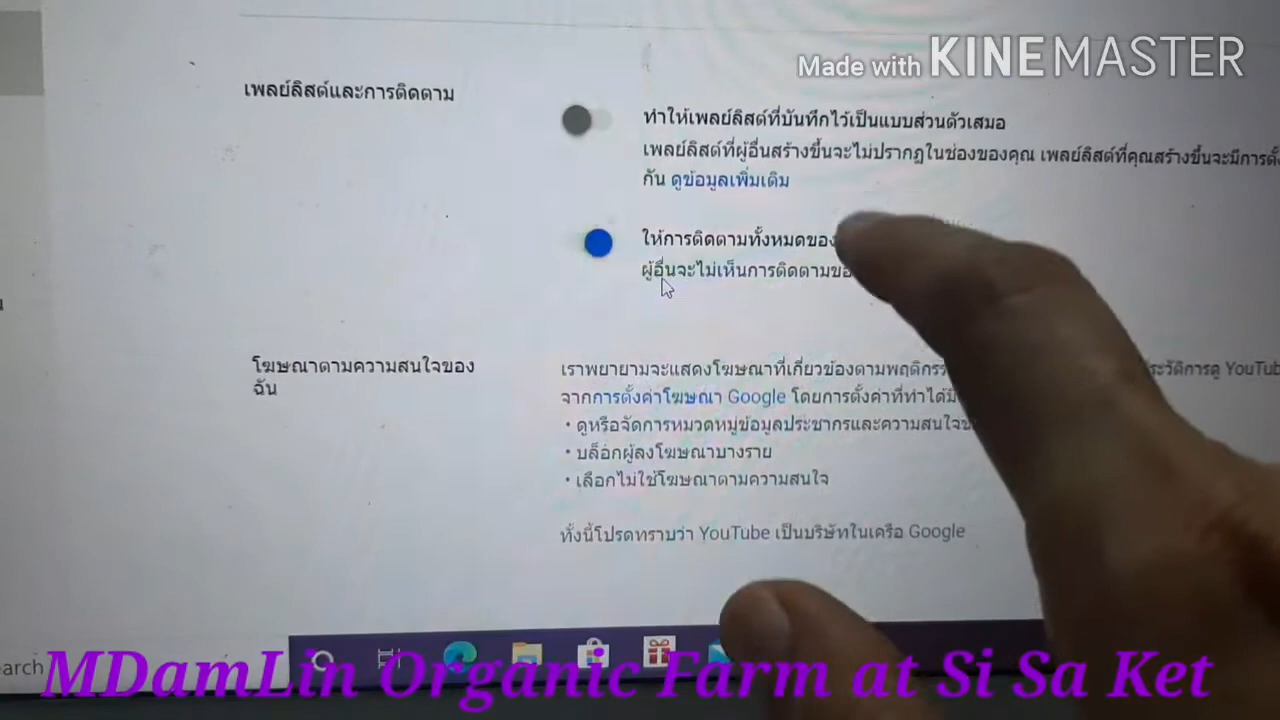 Made with KINEMASTER
เพลย์ลิสต์และการติดตาม
ทำให้เพลย์ลิสต์ที่บันทึกไว้เป็นแบบส่วนตัวเสมอ
เพลย์ลิสต์ที่ผู้อื่นสร้างขึ้นจะไม่ปรากฏในช่องของคุณ เพลย์ลิสต์ที่คุณสร้างขึ้นจะมีการตั้ง
กัน ดูข้อมูลเพิ่มเติม
ให้การติดตามทั้งหมดของ
ผู้อื่นจะไม่เห็นการติดตามขอ
โฆษณาตามความสนใจของ
ฉัน
เราพยายามจะแสดงโฆษณาที่เกี่ยวข้องตามพฤติกรร ระวัติการดู YouTub
จากการตั้งค่าโฆษณา Google โดยการตั้งค่าที่ทำได้มี
• ดูหรือจัดการหมวดหมู่ข้อมูลประชากรและความสนใจข
• บล็อกผู้ลงโฆษณาบางราย
• เลือกไม่ใช้โฆษณาตามความสนใจ
ทั้งนี้โปรดทราบว่า YouTube เป็นบริษัทในเครือ Google
earch
MDamLin Organic Farm at Si Sa Ket